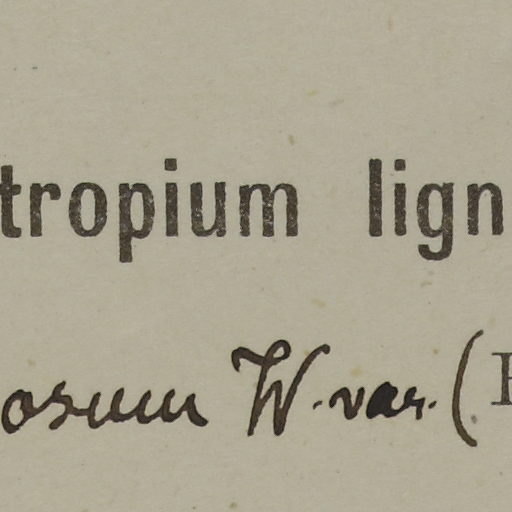 tropium lign
osum W. var. (